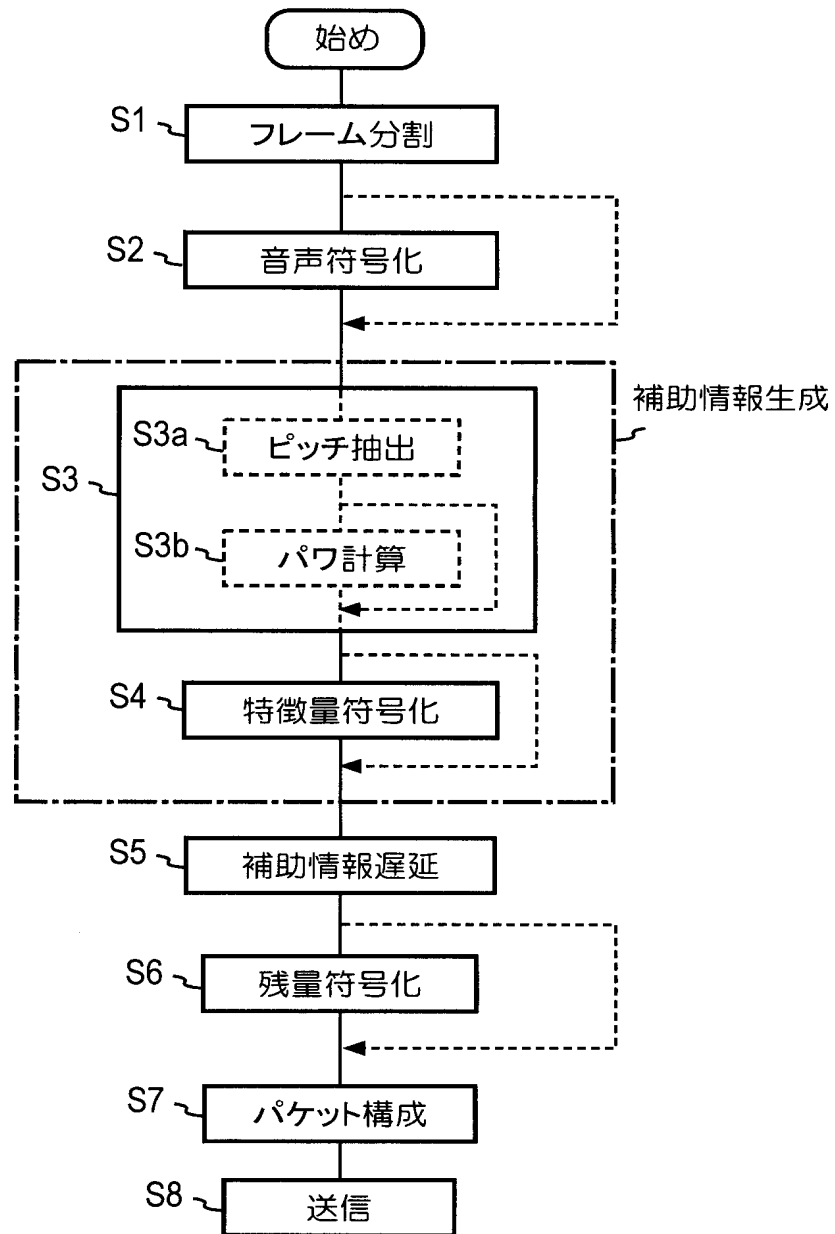 始め
S1
フレーム分割
S2
音声符号化
補助情報生成
S3
S3a
ピッチ抽出
S3b
パワ計算
S4
特徴量符号化
S5
補助情報遅延
S6
残量符号化
S7
パケット構成
S8
送信